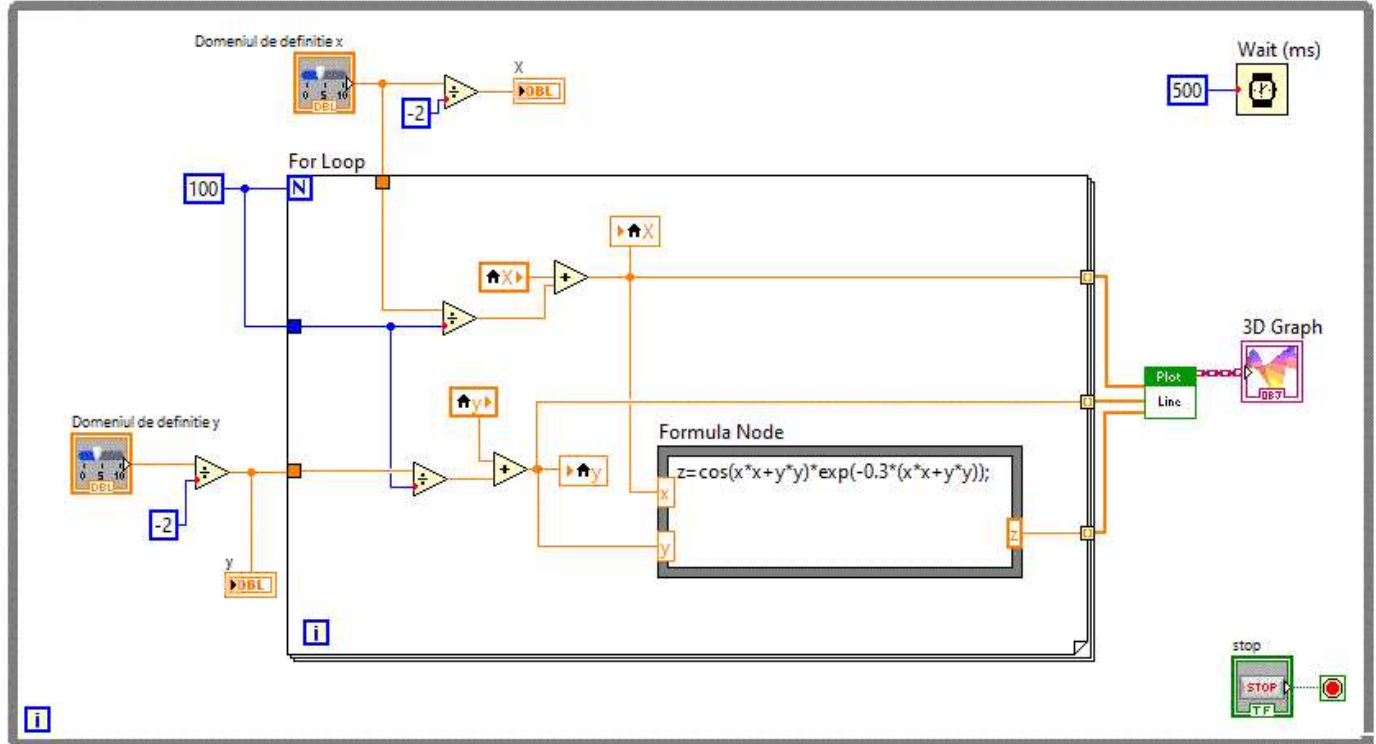 Domeniul de definitie x
0 5 10
DBL
÷
-2
X
DBL
Wait (ms)
500
For Loop
100
N
X
X
+
÷
3D Graph
OBJ
Plot
Line
y
Domeniul de definitie y
0 5 10
DBL
÷
-2
÷
+
y
Formula Node
z=cos(x*x+y*y)*exp(-0.3*(x*x+y*y));
x
y
z
y
DBL
i
stop
STOP
TF
i